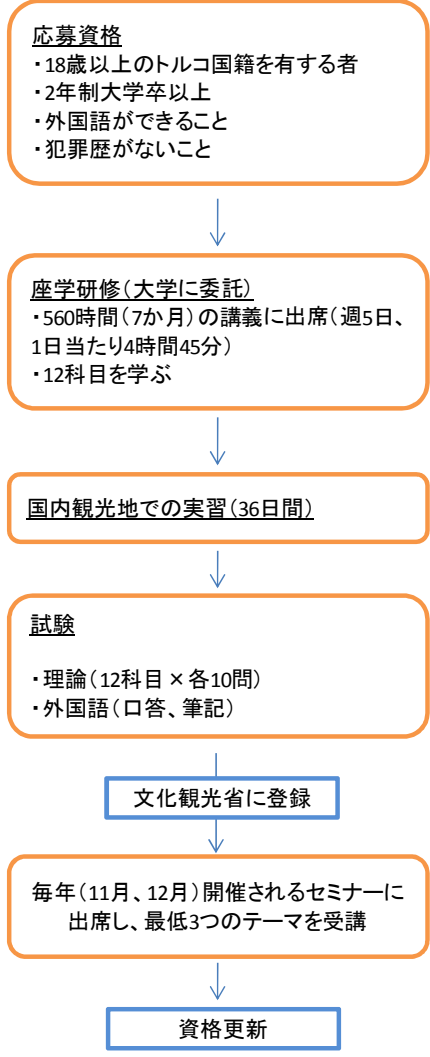 応募資格
・18歳以上のトルコ国籍を有する者
・2年制大学卒以上
・外国語ができること
・犯罪歴がないこと
座学研修(大学に委託)
・560時間(7か月)の講義に出席(週5日、
1日当たり4時間45分)
・12科目を学ぶ
国内観光地での実習(36日間)
試験
・理論(12科目×各10問)
・外国語(口答、筆記)
文化観光省に登録
毎年(11月、12月)開催されるセミナーに
出席し、最低3つのテーマを受講
資格更新